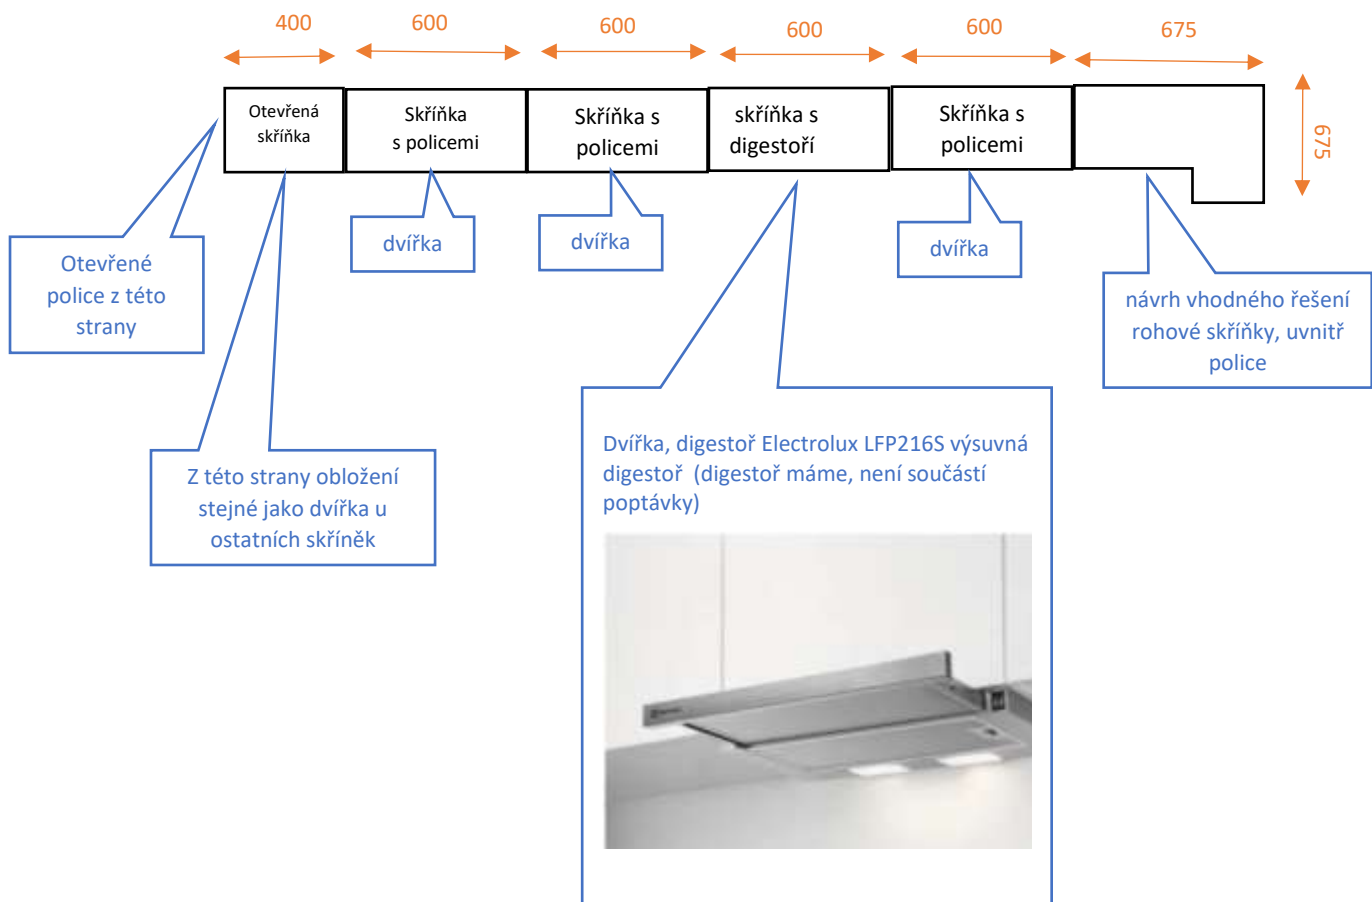 400
600
600
600
600
675
675
Otevřená
skříňka
Skříňka
s policemi
Skříňka s
policemi
skříňka s
digestoří
Skříňka s
policemi
dvířka
dvířka
dvířka
Otevřené
police z této
strany
návrh vhodného řešení
rohové skříňky, uvnitř
police
Z této strany obložení
stejné jako dvířka u
ostatních skříněk
Dvířka, digestoř Electrolux LFP216S výsuvná
digestoř  (digestoř máme, není součástí
poptávky)